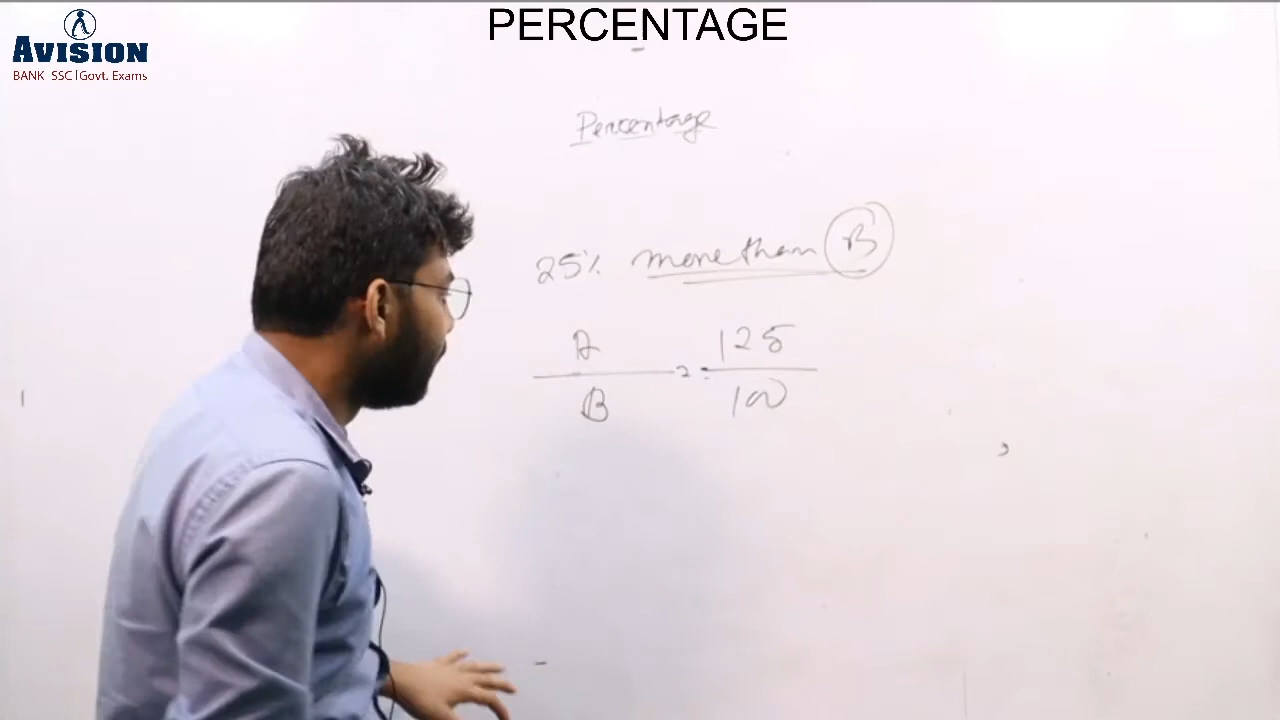 PERCENTAGE
AVISION
BANK SSC|Govt. Exams
Percentage
25% more than B
A
B
=
125
100